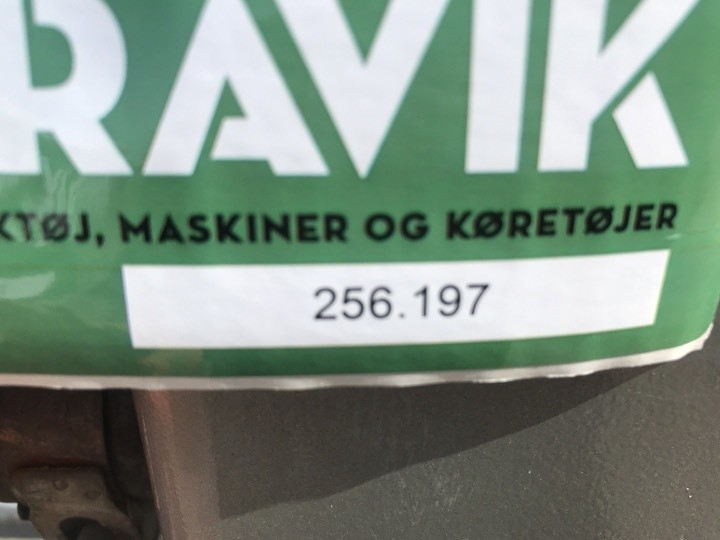 RAVIK
KTØJ, MASKINER OG KØRETØJER
256.197